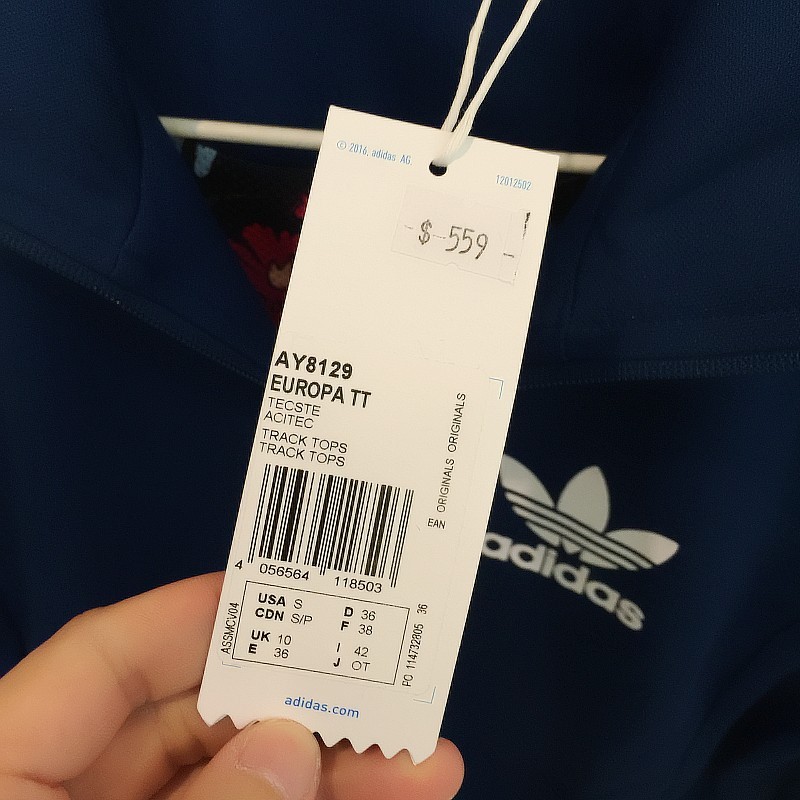 © 2016, adidas AG.
12012502
$ 559
AY8129
EUROPA TT
TECSTE
ACITEC
TRACK TOPS
TRACK TOPS
EAN ORIGINALS ORIGINALS
4 056564 118503
ASSMCV04
USA S D 36
CDN S/P F 38
UK 10 I 42
E 36 J OT
PO 114732805 36
adidas.com
adidas